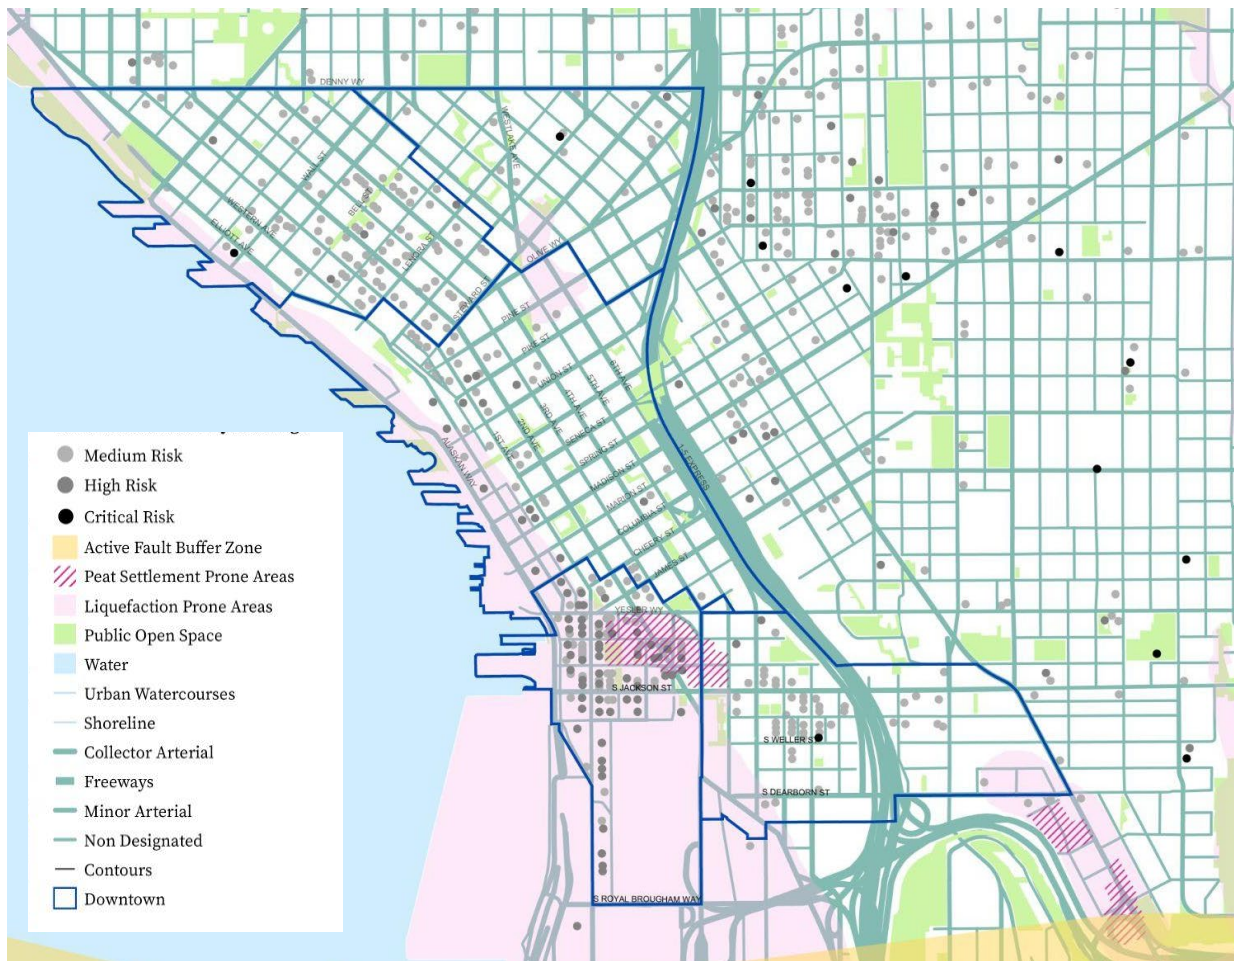 DENNY WY
WESTLAKE AVE
WALL ST
BELL ST
WESTERN AVE
ELLIOTT AVE
LENORA ST
OLIVE WY
STEWARD ST
PINE ST
PIKE ST
UNION ST
6TH AVE
5TH AVE
4TH AVE
3RD AVE
2ND AVE
1ST AVE
SENECA ST
SPRING ST
MADISON ST
MARION ST
COLUMBIA ST
CHEERY ST
JAMES ST
ALASKAN WAY
I-5 EXPRESS
YESLER WY
S JACKSON ST
S WELLER ST
S DEARBORN ST
S ROYAL BROUGHAM WAY
Medium Risk
High Risk
Critical Risk
Active Fault Buffer Zone
Peat Settlement Prone Areas
Liquefaction Prone Areas
Public Open Space
Water
Urban Watercourses
Shoreline
Collector Arterial
Freeways
Minor Arterial
Non Designated
Contours
Downtown